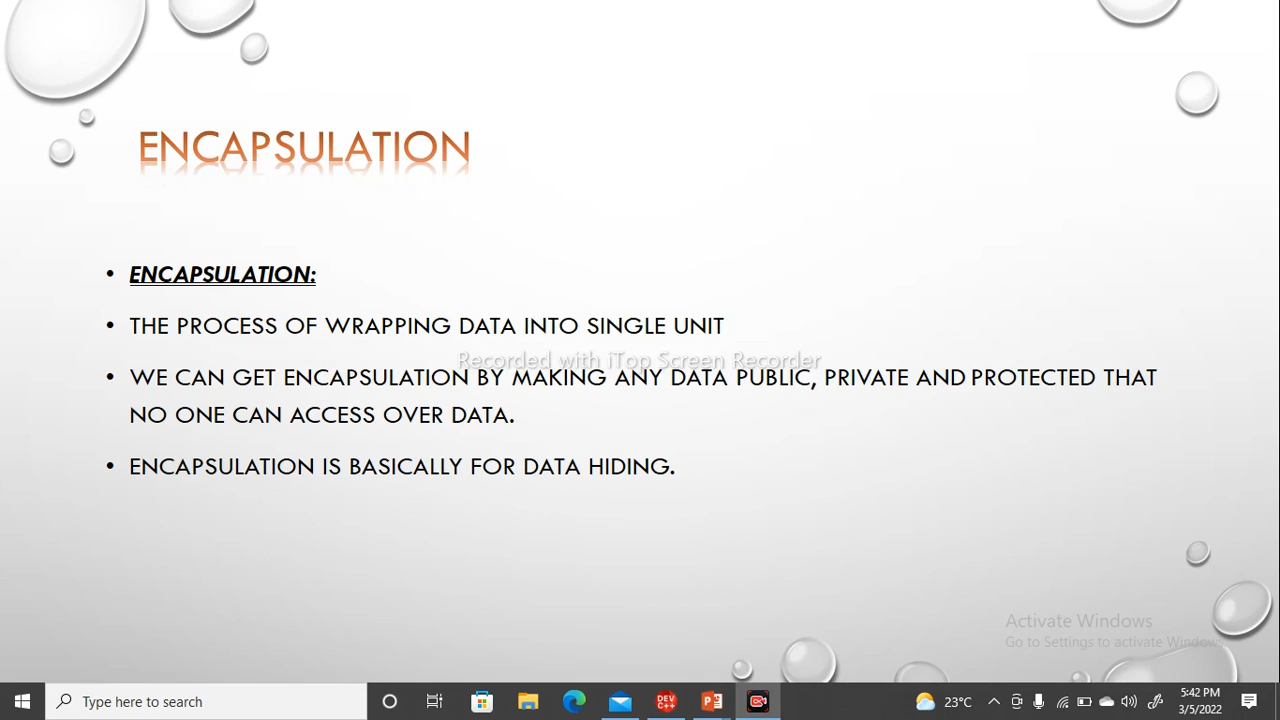 ENCAPSULATION
• ENCAPSULATION:
• THE PROCESS OF WRAPPING DATA INTO SINGLE UNIT
Recorded with iTop Screen Recorder
• WE CAN GET ENCAPSULATION BY MAKING ANY DATA PUBLIC, PRIVATE AND PROTECTED THAT
NO ONE CAN ACCESS OVER DATA.
• ENCAPSULATION IS BASICALLY FOR DATA HIDING.
Activate Windows
Go to Settings to activate Windows.
Type here to search
DEV
C++
23°C
5:42 PM
3/5/2022